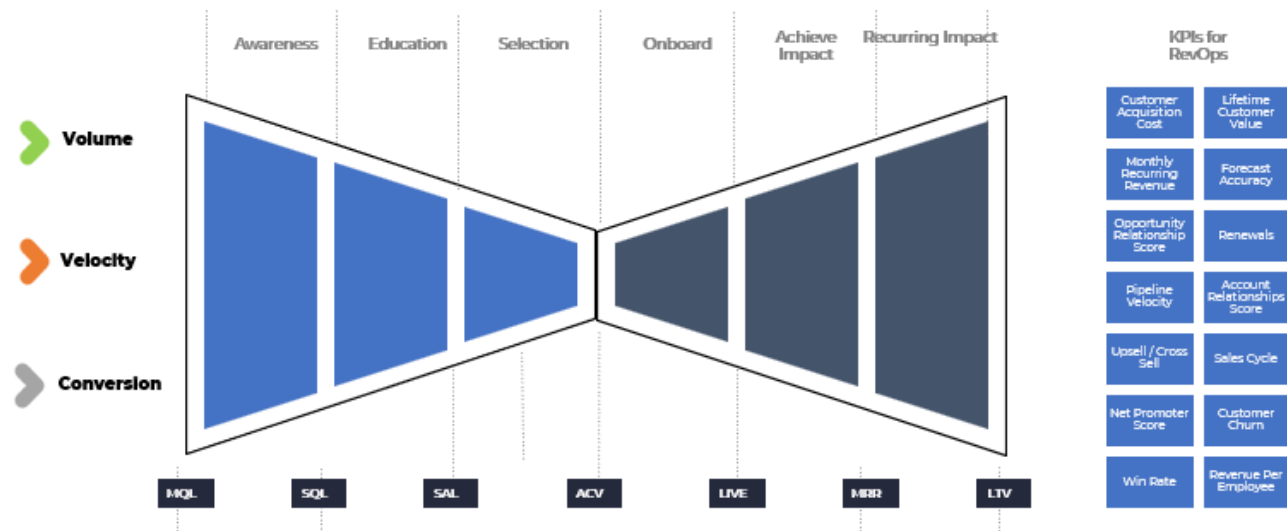 Awareness
Education
Selection
Onboard
Achieve
Impact
Recurring Impact
KPIs for
RevOps
Volume
Velocity
Conversion
Customer
Acquisition
Cost
Lifetime
Customer
Value
Monthly
Recurring
Revenue
Forecast
Accuracy
Opportunity
Relationship
Score
Renewals
Pipeline
Velocity
Account
Relationships
Score
Upsell / Cross
Sell
Sales Cycle
Net Promoter
Score
Customer
Churn
Win Rate
Revenue Per
Employee
MQL
SQL
SAL
ACV
LIVE
MRR
LTV